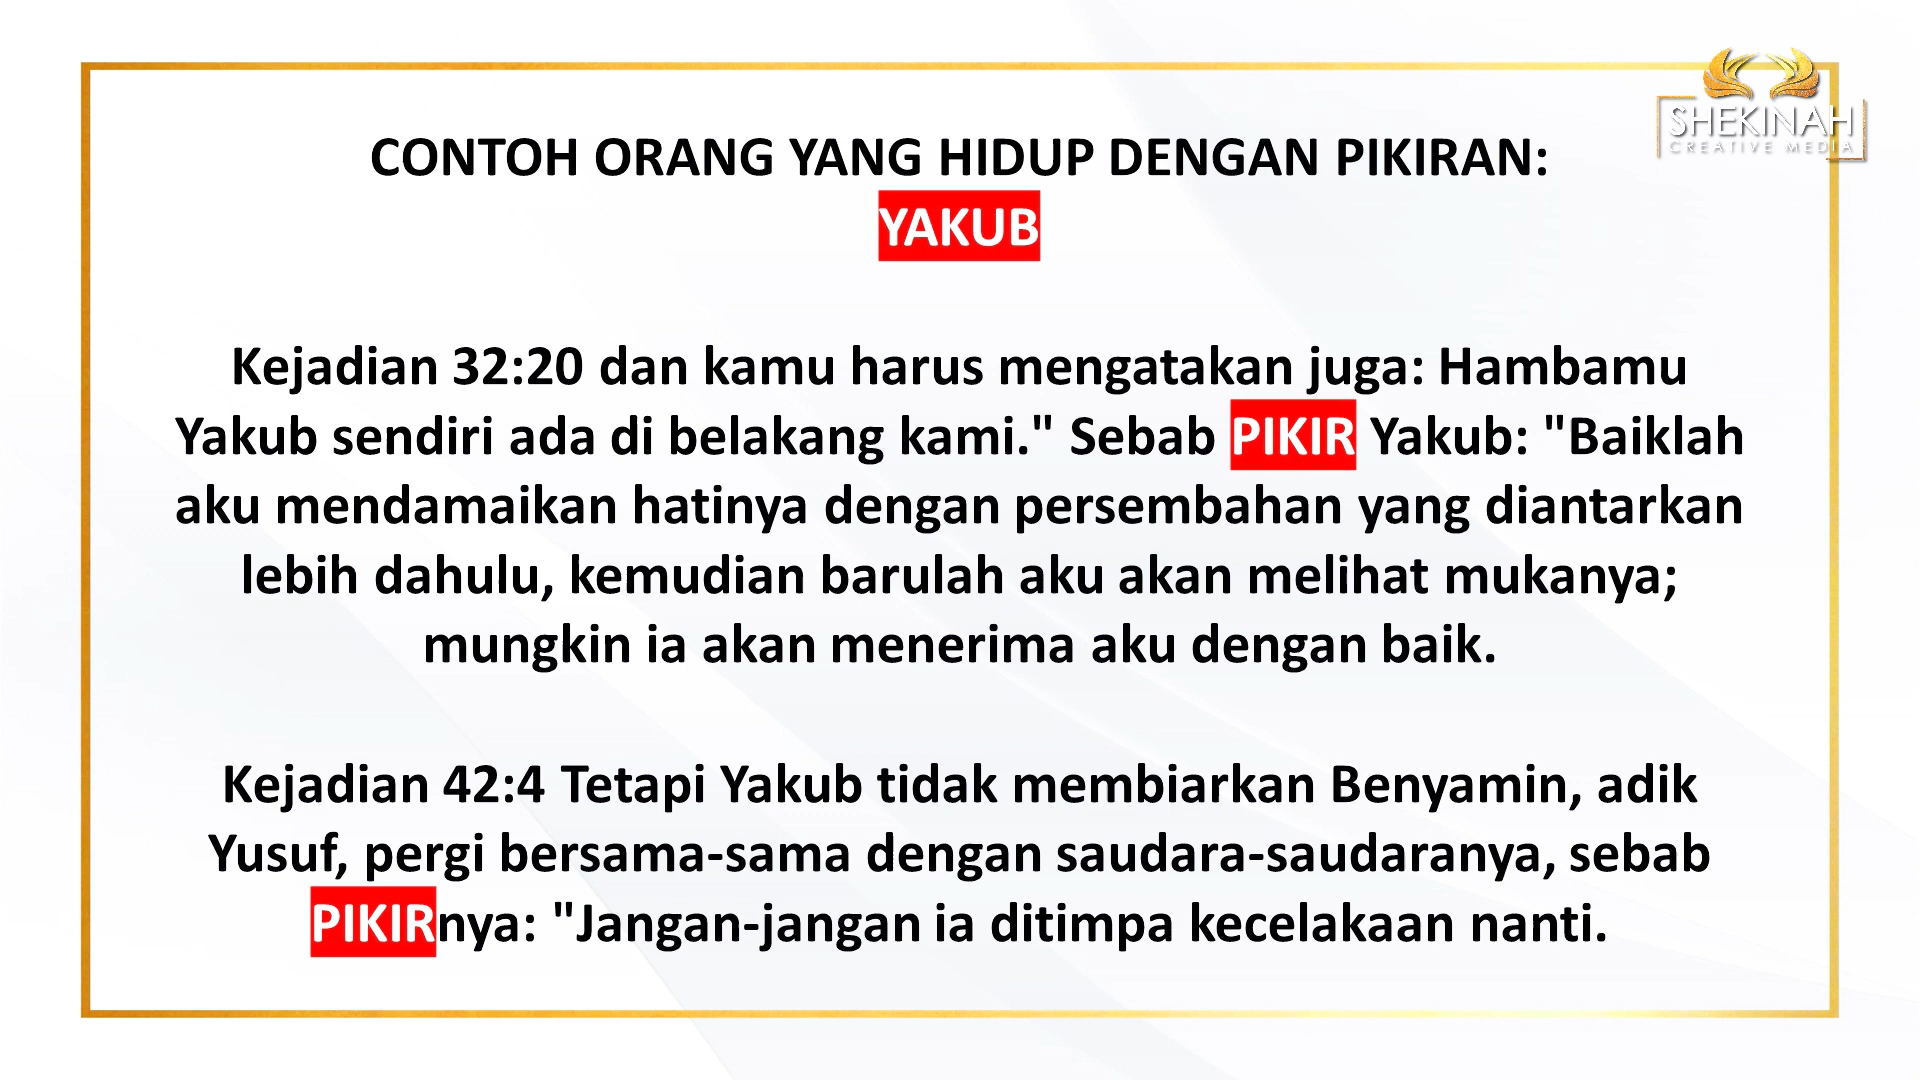 SHEKINAH
CREATIVE MEDIA
CONTOH ORANG YANG HIDUP DENGAN PIKIRAN:
YAKUB
Kejadian 32:20 dan kamu harus mengatakan juga: Hambamu
Yakub sendiri ada di belakang kami." Sebab PIKIR Yakub: "Baiklah
aku mendamaikan hatinya dengan persembahan yang diantarkan
lebih dahulu, kemudian barulah aku akan melihat mukanya;
mungkin ia akan menerima aku dengan baik.
Kejadian 42:4 Tetapi Yakub tidak membiarkan Benyamin, adik
Yusuf, pergi bersama-sama dengan saudara-saudaranya, sebab
PIKIRnya: "Jangan-jangan ia ditimpa kecelakaan nanti.